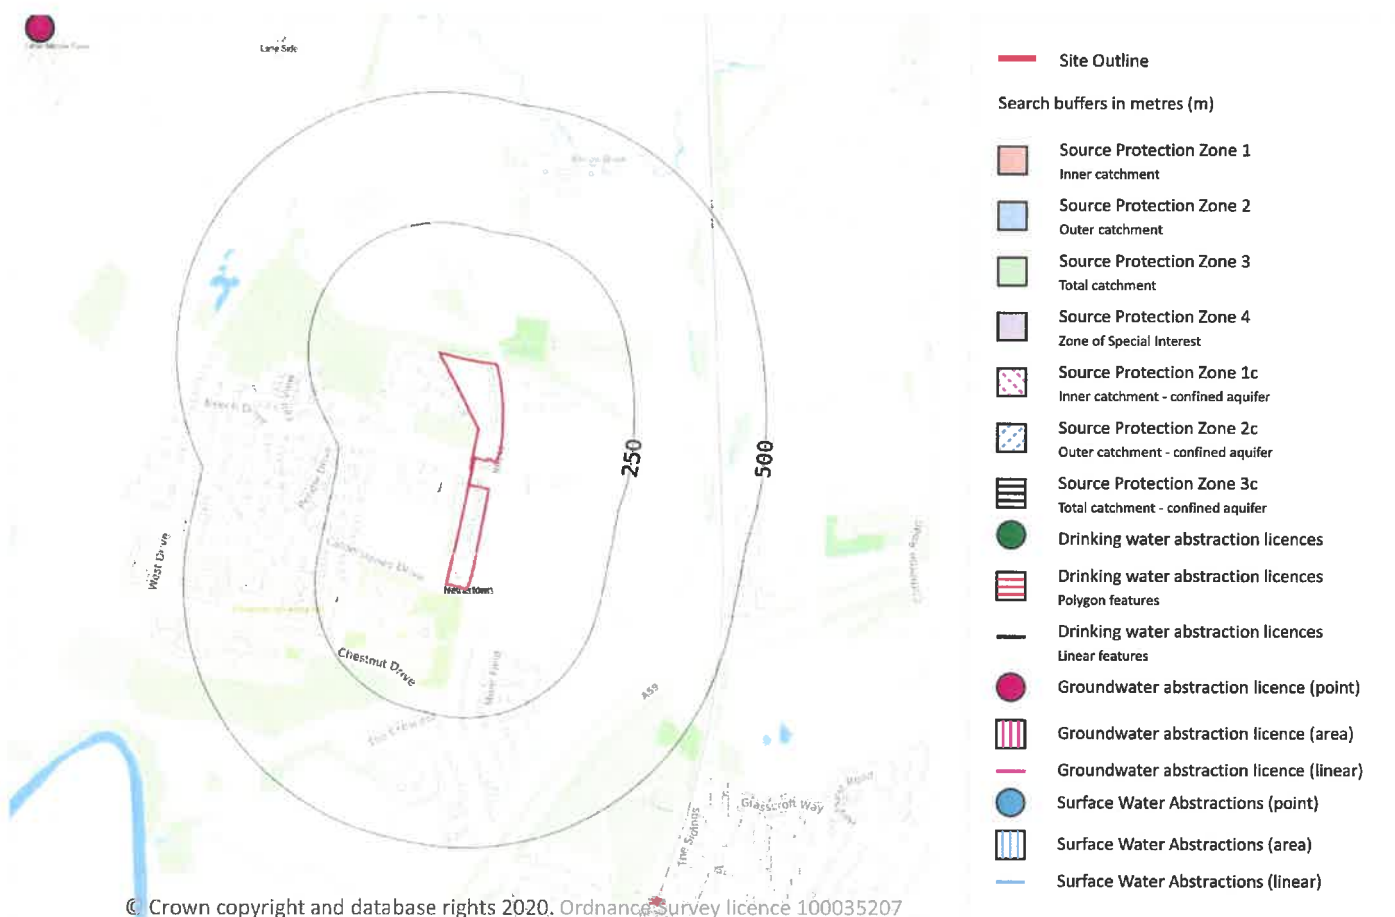 Lane Side
250
500
West Drive
Chestnut Drive
A59
Mitton Road
Glasscroft Way
The Sidings
© Crown copyright and database rights 2020. Ordnance Survey licence 100035207
Site Outline
Search buffers in metres (m)
Source Protection Zone 1
Inner catchment
Source Protection Zone 2
Outer catchment
Source Protection Zone 3
Total catchment
Source Protection Zone 4
Zone of Special Interest
Source Protection Zone 1c
Inner catchment - confined aquifer
Source Protection Zone 2c
Outer catchment - confined aquifer
Source Protection Zone 3c
Total catchment - confined aquifer
Drinking water abstraction licences
Drinking water abstraction licences
Polygon features
Drinking water abstraction licences
Linear features
Groundwater abstraction licence (point)
Groundwater abstraction licence (area)
Groundwater abstraction licence (linear)
Surface Water Abstractions (point)
Surface Water Abstractions (area)
Surface Water Abstractions (linear)